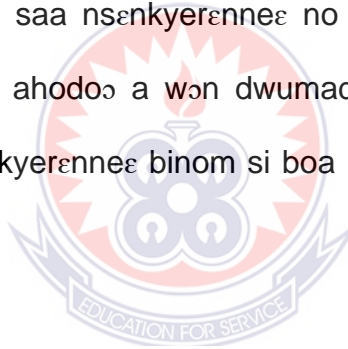 saa nsɛnkyerɛnneɛ no
ahodoɔ a wɔn dwumad
kyerɛnneɛ binom si boa
EDUCATION FOR SERVICE